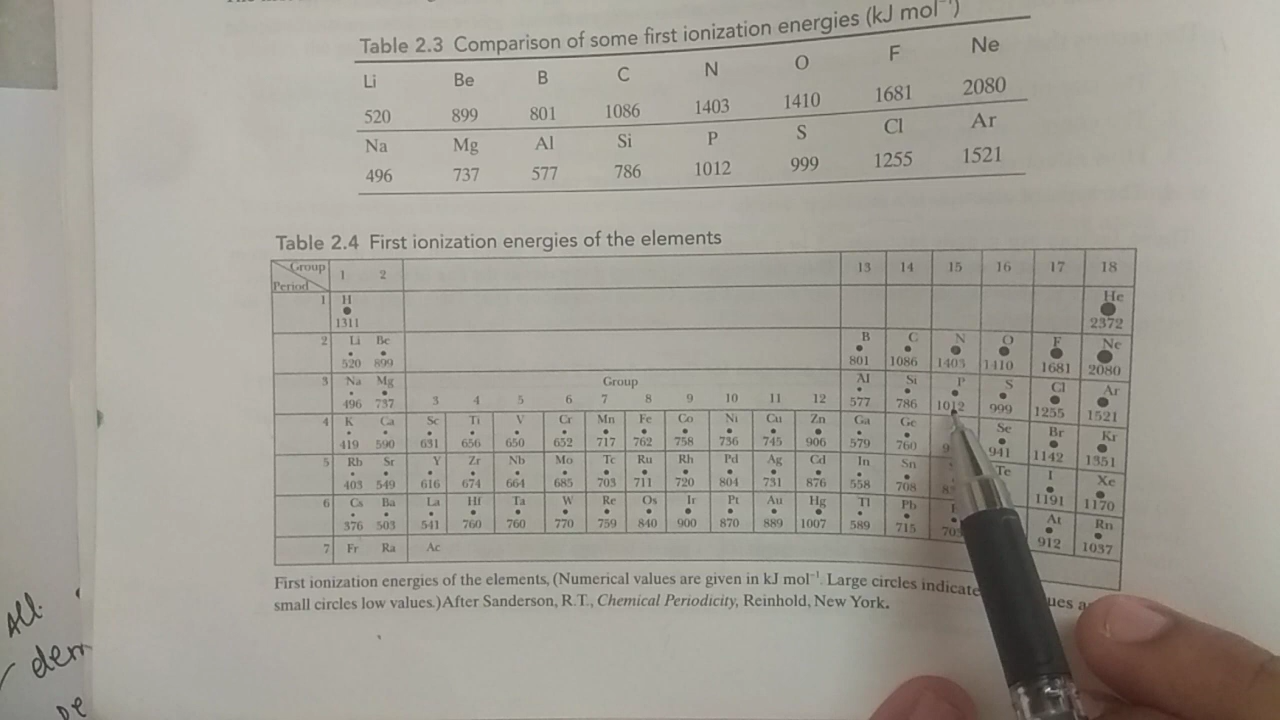 Table 2.3 Comparison of some first ionization energies (kJ mol⁻¹)
Li Be B C N O F Ne
520 899 801 1086 1403 1410 1681 2080
Na Mg Al Si P S Cl Ar
496 737 577 786 1012 999 1255 1521
Table 2.4 First ionization energies of the elements
Group 1 2 13 14 15 16 17 18
Period
1 H He
1311 2372
2 Li Be B C N O F Ne
520 899 801 1086 1403 1410 1681 2080
3 Na Mg Group Al Si P S Cl Ar
496 737 3 4 5 6 7 8 9 10 11 12 577 786 1012 999 1255 1521
4 K Ca Sc Ti V Cr Mn Fe Co Ni Cu Zn Ga Ge Se Br Kr
419 590 631 656 650 652 717 762 758 736 745 906 579 760 941 1142 1351
5 Rb Sr Y Zr Nb Mo Tc Ru Rh Pd Ag Cd In Sn Te I Xe
403 549 616 674 664 685 703 711 720 804 731 876 558 708 1191 1170
6 Cs Ba La Hf Ta W Re Os Ir Pt Au Hg Tl Pb At Rn
376 503 541 760 760 770 759 840 900 870 889 1007 589 715 703 912 1037
7 Fr Ra Ac
First ionization energies of the elements, (Numerical values are given in kJ mol⁻¹. Large circles indicate
small circles low values.) After Sanderson, R.T., Chemical Periodicity, Reinhold, New York.
All